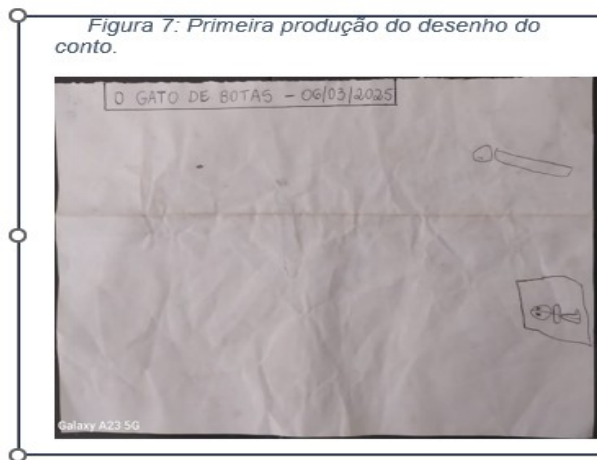 Figura 7: Primeira produção do desenho do
conto.
O GATO DE BOTAS - 06/03/2025
Galaxy A23 5G